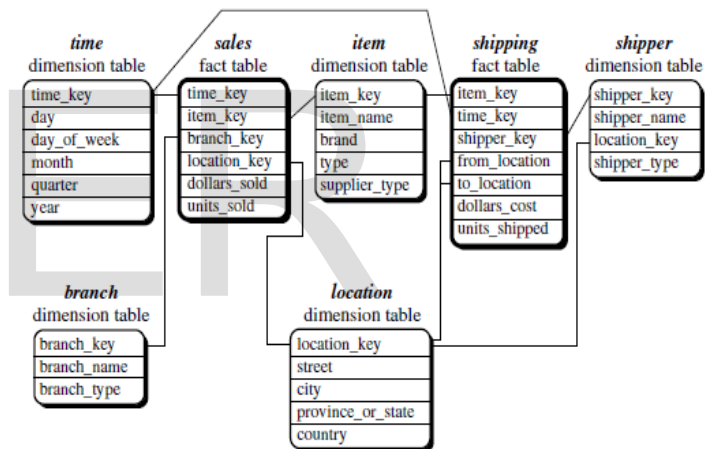 time
dimension table
time_key
day
day_of_week
month
quarter
year
sales
fact table
time_key
item_key
branch_key
location_key
dollars_sold
units_sold
item
dimension table
item_key
item_name
brand
type
supplier_type
shipping
fact table
item_key
time_key
shipper_key
from_location
to_location
dollars_cost
units_shipped
shipper
dimension table
shipper_key
shipper_name
location_key
shipper_type
branch
dimension table
branch_key
branch_name
branch_type
location
dimension table
location_key
street
city
province_or_state
country
ER